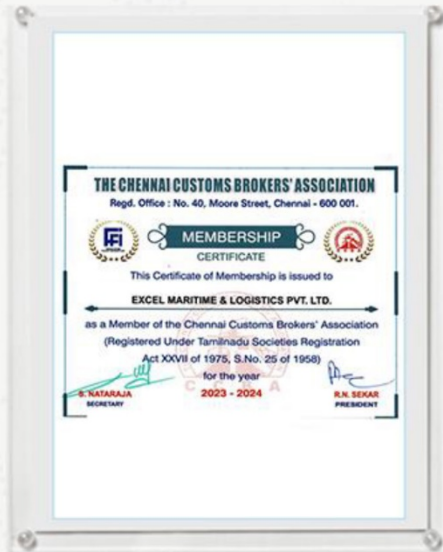 THE CHENNAI CUSTOMS BROKERS' ASSOCIATION
Regd. Office : No. 40, Moore Street, Chennai - 600 001.
MEMBERSHIP
CERTIFICATE
This Certificate of Membership is issued to
EXCEL MARITIME & LOGISTICS PVT. LTD.
as a Member of the Chennai Customs Brokers' Association
(Registered Under Tamilnadu Societies Registration
Act XXVII of 1975, S.No. 25 of 1958)
for the year
CCBA
S. NATARAJA
2023 - 2024
R.N. SEKAR
SECRETARY
PRESIDENT